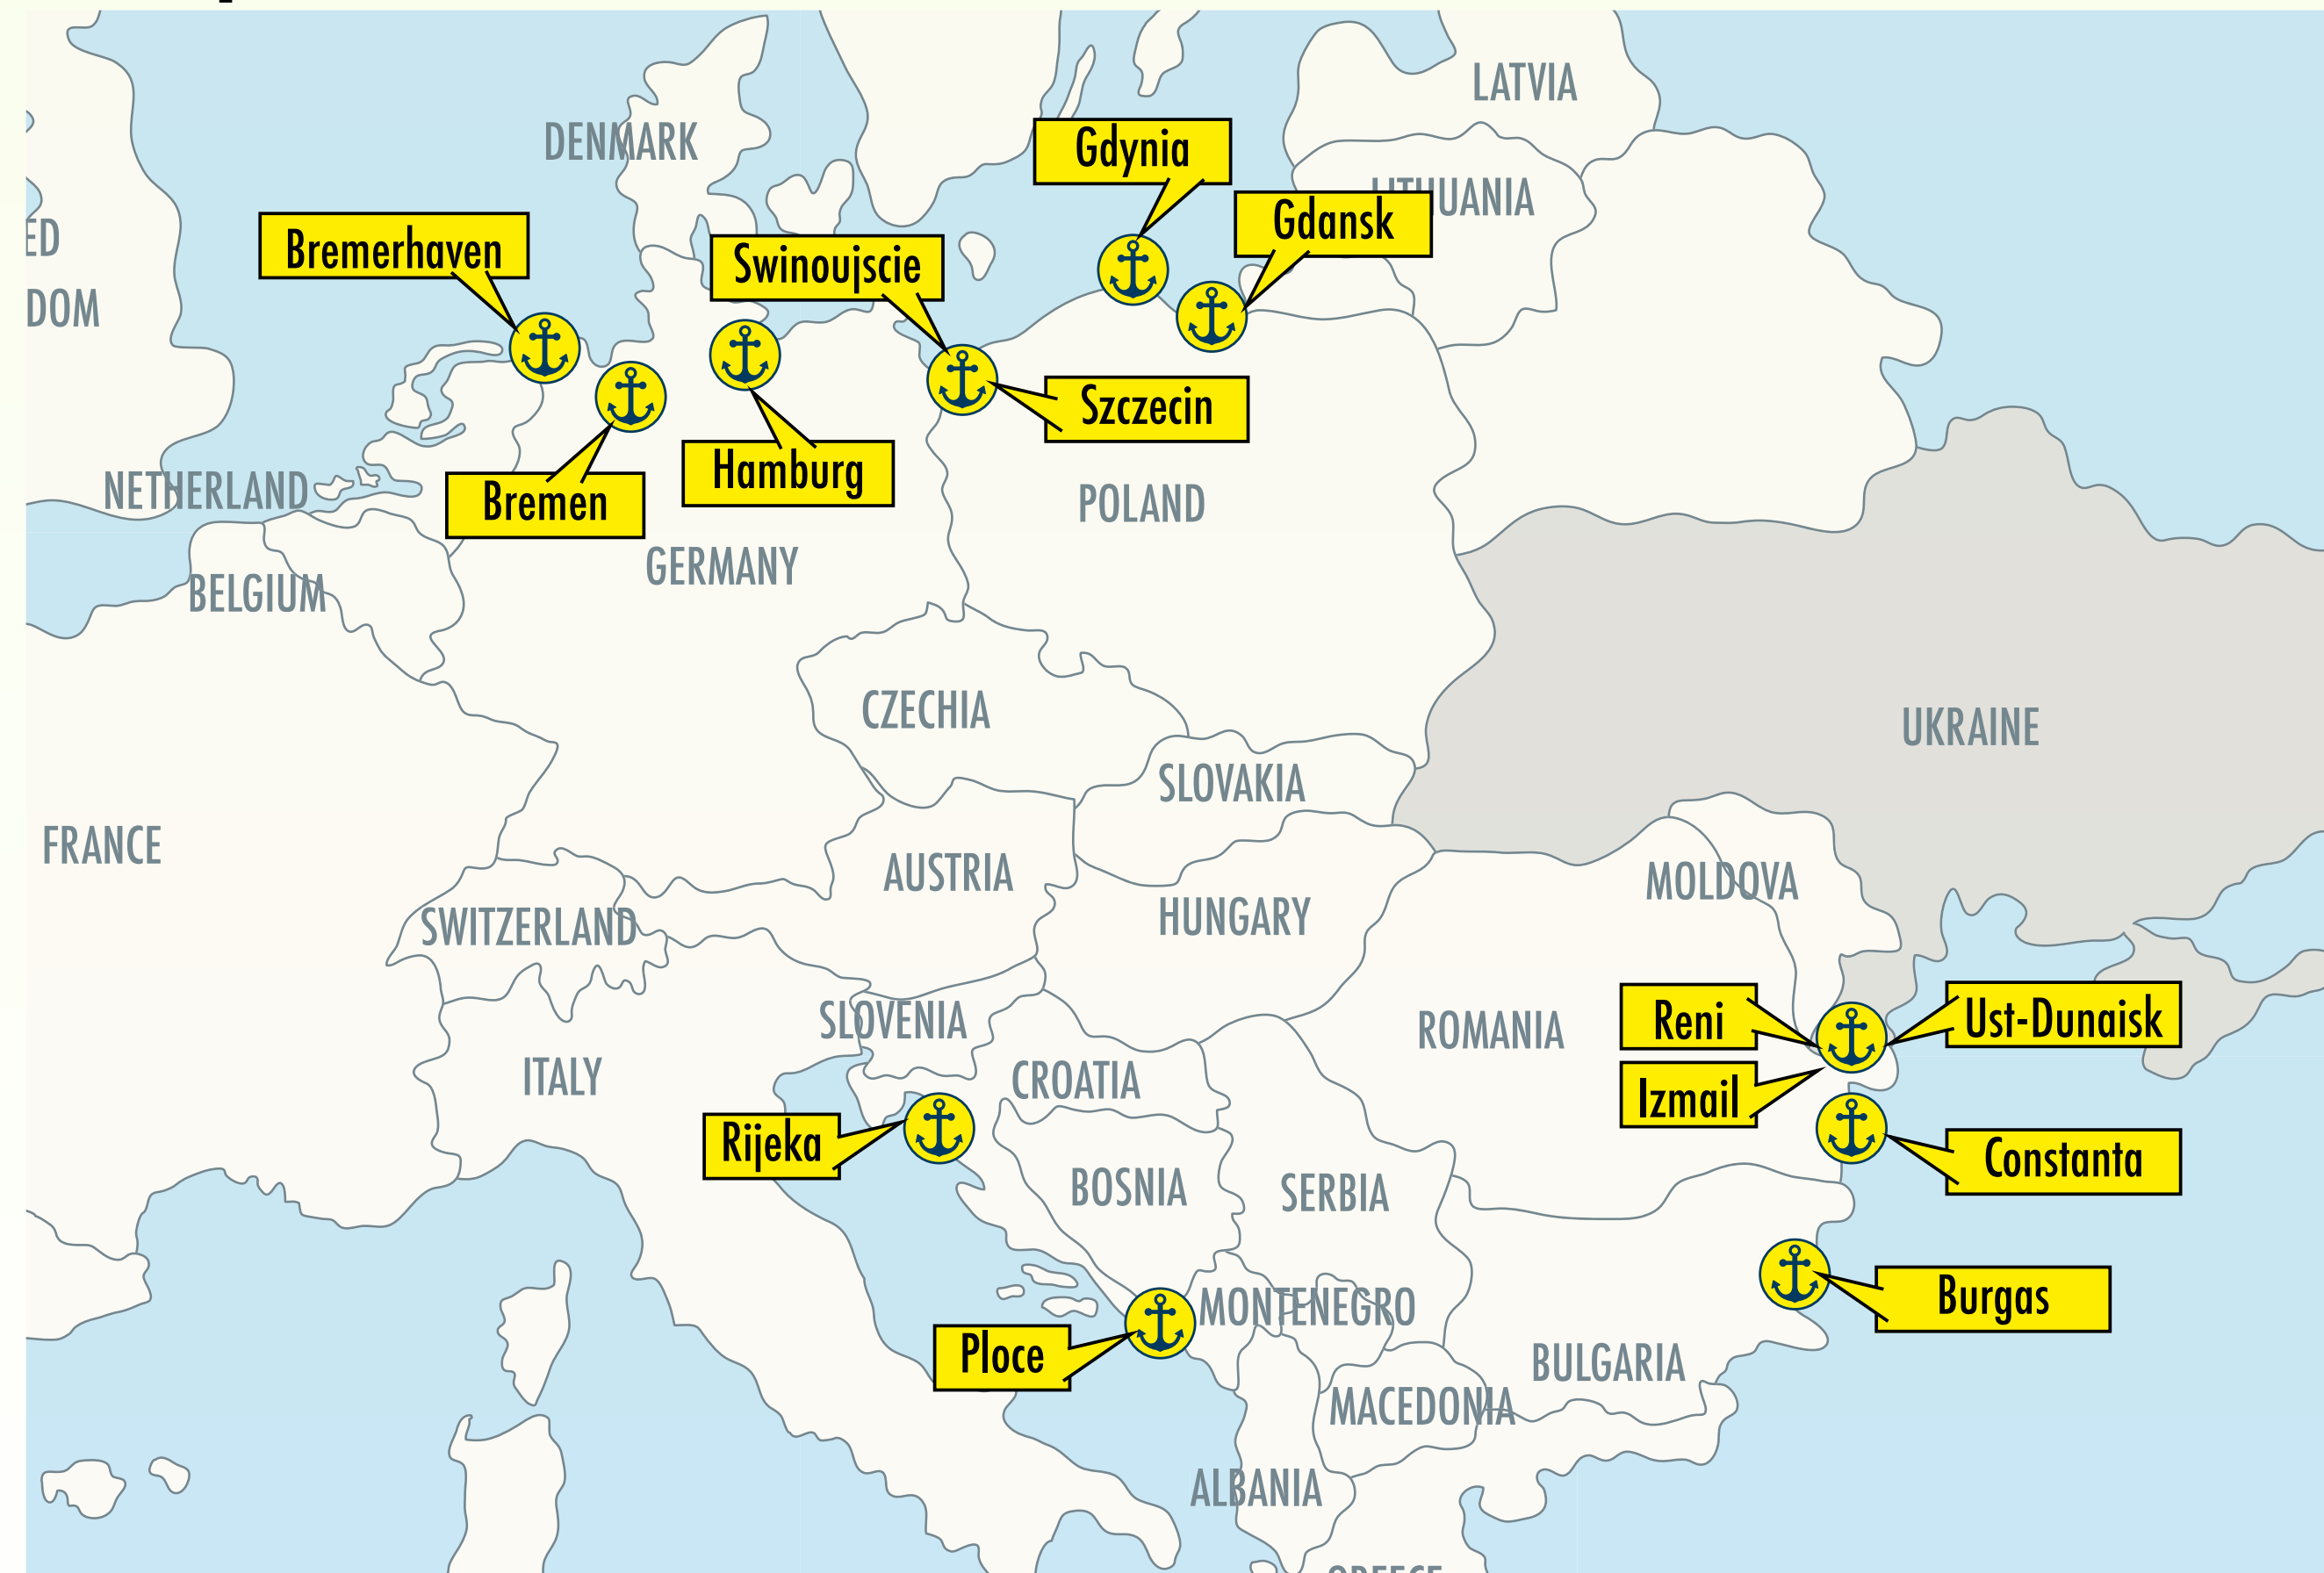 LATVIA
DENMARK
Gdynia
LITHUANIA
Gdansk
ED
DOM
Bremerhaven
Swinoujscie
Szczecin
Hamburg
Bremen
NETHERLAND
POLAND
GERMANY
BELGIUM
CZECHIA
UKRAINE
SLOVAKIA
FRANCE
AUSTRIA
MOLDOVA
HUNGARY
SWITZERLAND
SLOVENIA
ROMANIA
Reni
Ust-Dunaisk
ITALY
CROATIA
Izmail
Rijeka
Constanta
BOSNIA
SERBIA
MONTENEGRO
Burgas
Ploce
BULGARIA
MACEDONIA
ALBANIA
GREECE